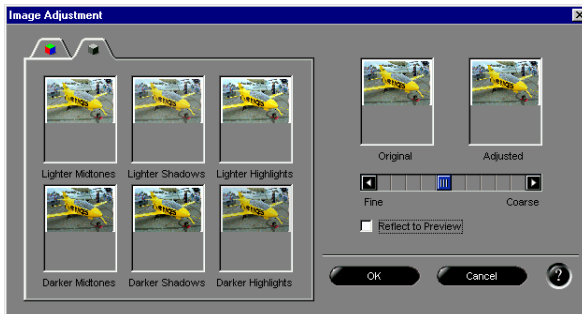 Image Adjustment
Lighter Midtones
Lighter Shadows
Lighter Highlights
Darker Midtones
Darker Shadows
Darker Highlights
Original
Adjusted
Fine
Coarse
Reflect to Preview
OK
Cancel
?